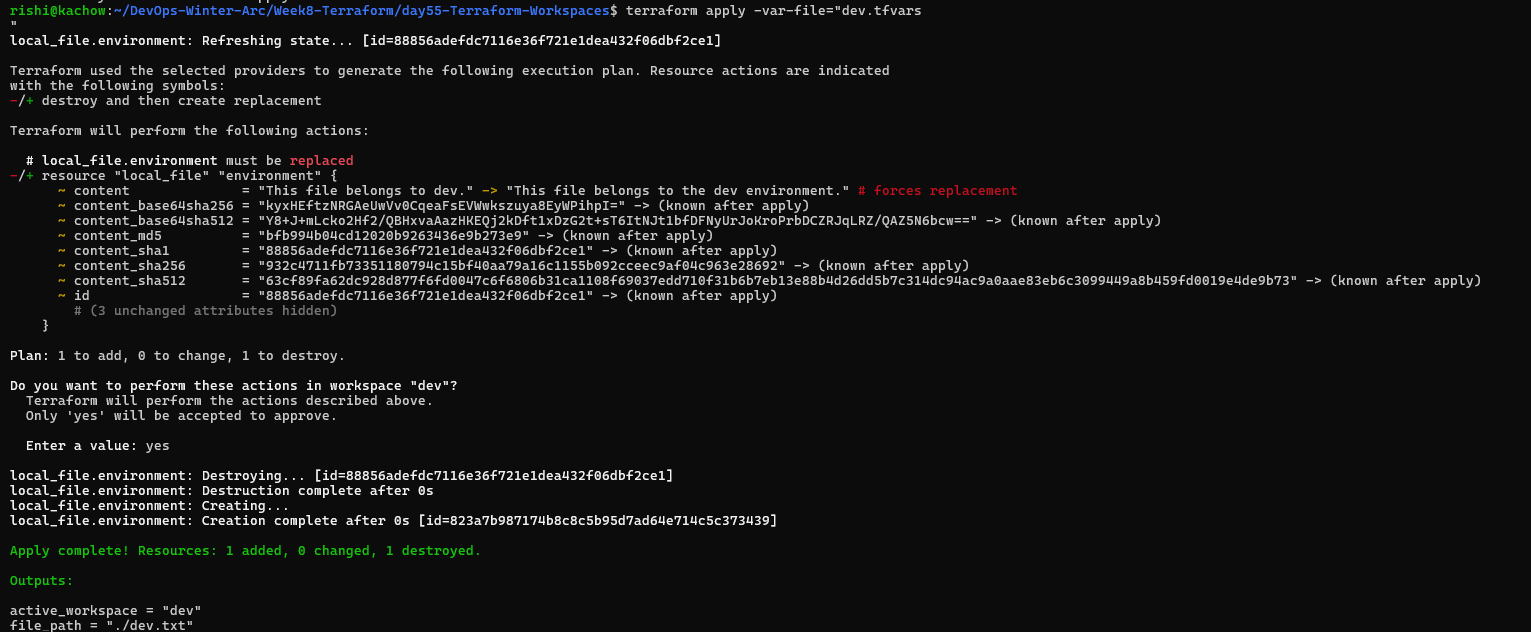 rishi@kachow:~/DevOps-Winter-Arc/Week8-Terraform/day55-Terraform-Workspaces$ terraform apply -var-file="dev.tfvars
"
local_file.environment: Refreshing state... [id=88856adefdc7116e36f721e1dea432f06dbf2ce1]
Terraform used the selected providers to generate the following execution plan. Resource actions are indicated
with the following symbols:
-/+ destroy and then create replacement
Terraform will perform the following actions:
# local_file.environment must be replaced
-/+ resource "local_file" "environment" {
~ content = "This file belongs to dev." -> "This file belongs to the dev environment." # forces replacement
~ content_base64sha256 = "kyxHEftzNRGAeUwVv0CqeaFsEVWwkszuya8EyWPihpI=" -> (known after apply)
~ content_base64sha512 = "Y8+J+mLcko2Hf2/QBHxvaAazHKEQj2kDft1xDzG2t+sT6ItNJt1bfDFNyUrJoKroPrbDCZRJqLRZ/QAZ5N6bcw==" -> (known after apply)
~ content_md5 = "bfb994b04cd12020b9263436e9b273e9" -> (known after apply)
~ content_sha1 = "88856adefdc7116e36f721e1dea432f06dbf2ce1" -> (known after apply)
~ content_sha256 = "932c4711fb73351180794c15bf40aa79a16c1155b092cceec9af04c963e28692" -> (known after apply)
~ content_sha512 = "63cf89fa62dc928d877f6fd0047c6f6806b31ca1108f69037edd710f31b6b7eb13e88b4d26dd5b7c314dc94ac9a0aae83eb6c3099449a8b459fd0019e4de9b73" -> (known after apply)
~ id = "88856adefdc7116e36f721e1dea432f06dbf2ce1" -> (known after apply)
# (3 unchanged attributes hidden)
}
Plan: 1 to add, 0 to change, 1 to destroy.
Do you want to perform these actions in workspace "dev"?
Terraform will perform the actions described above.
Only 'yes' will be accepted to approve.
Enter a value: yes
local_file.environment: Destroying... [id=88856adefdc7116e36f721e1dea432f06dbf2ce1]
local_file.environment: Destruction complete after 0s
local_file.environment: Creating...
local_file.environment: Creation complete after 0s [id=823a7b987174b8c8c5b95d7ad64e714c5c373439]
Apply complete! Resources: 1 added, 0 changed, 1 destroyed.
Outputs:
active_workspace = "dev"
file_path = "./dev.txt"